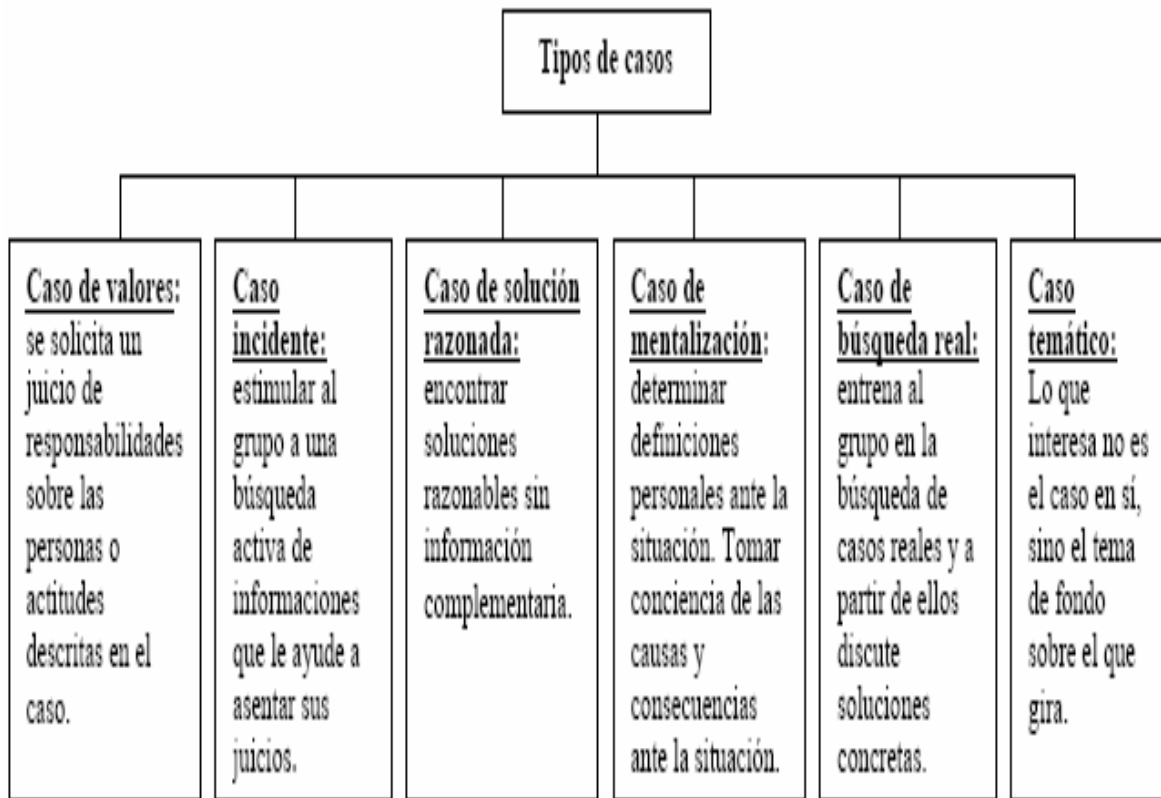 Tipos de casos
Caso de valores:
se solicita un
juicio de
responsabilidades
sobre las
personas o
actitudes
descritas en el
caso.
Caso
incidente:
estimular al
grupo a una
búsqueda
activa de
informaciones
que le ayude a
asentar sus
juicios.
Caso de solución
razonada:
encontrar
soluciones
razonables sin
información
complementaria.
Caso de
mentalización:
determinar
definiciones
personales ante la
situación. Tomar
conciencia de las
causas y
consecuencias
ante la situación.
Caso de
búsqueda real:
entrena al
grupo en la
búsqueda de
casos reales y a
partir de ellos
discute
soluciones
concretas.
Caso
temático:
Lo que
interesa no es
el caso en sí,
sino el tema
de fondo
sobre el que
gira.